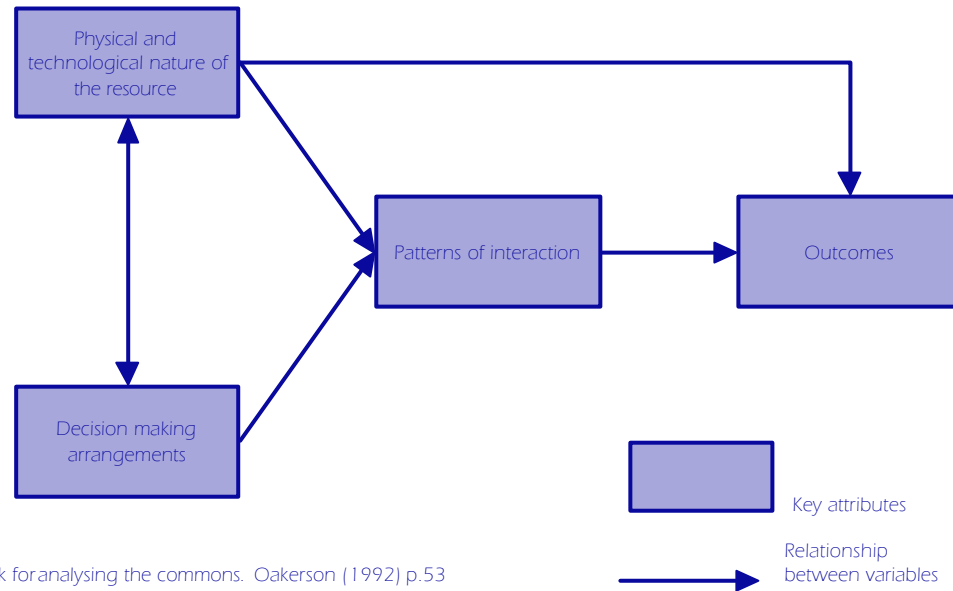 Physical and
technological nature of
the resource
Patterns of interaction
Outcomes
Decision making
arrangements
Key attributes
Relationship
between variables
k for analysing the commons. Oakerson (1992) p.53